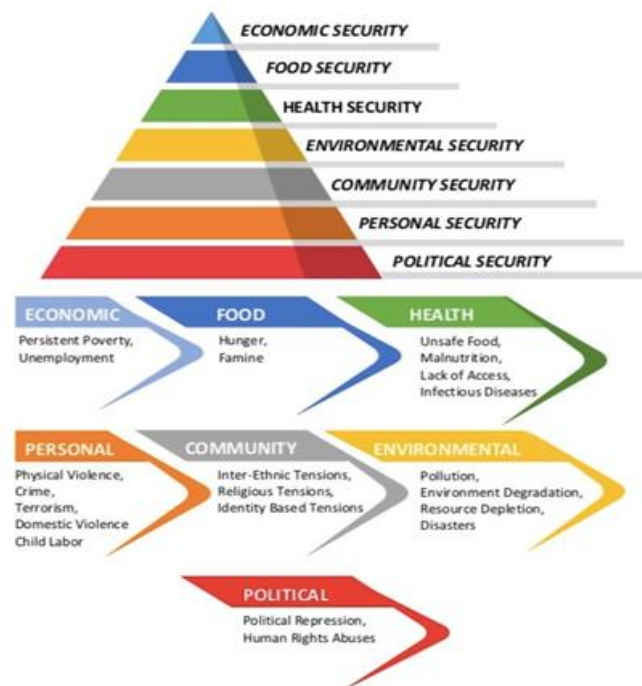 ECONOMIC SECURITY
FOOD SECURITY
HEALTH SECURITY
ENVIRONMENTAL SECURITY
COMMUNITY SECURITY
PERSONAL SECURITY
POLITICAL SECURITY
ECONOMIC
Persistent Poverty,
Unemployment
FOOD
Hunger,
Famine
HEALTH
Unsafe Food,
Malnutrition,
Lack of Access,
Infectious Diseases
PERSONAL
Physical Violence,
Crime,
Terrorism,
Domestic Violence
Child Labor
COMMUNITY
Inter-Ethnic Tensions,
Religious Tensions,
Identity Based Tensions
ENVIRONMENTAL
Pollution,
Environment Degradation,
Resource Depletion,
Disasters
POLITICAL
Political Repression,
Human Rights Abuses